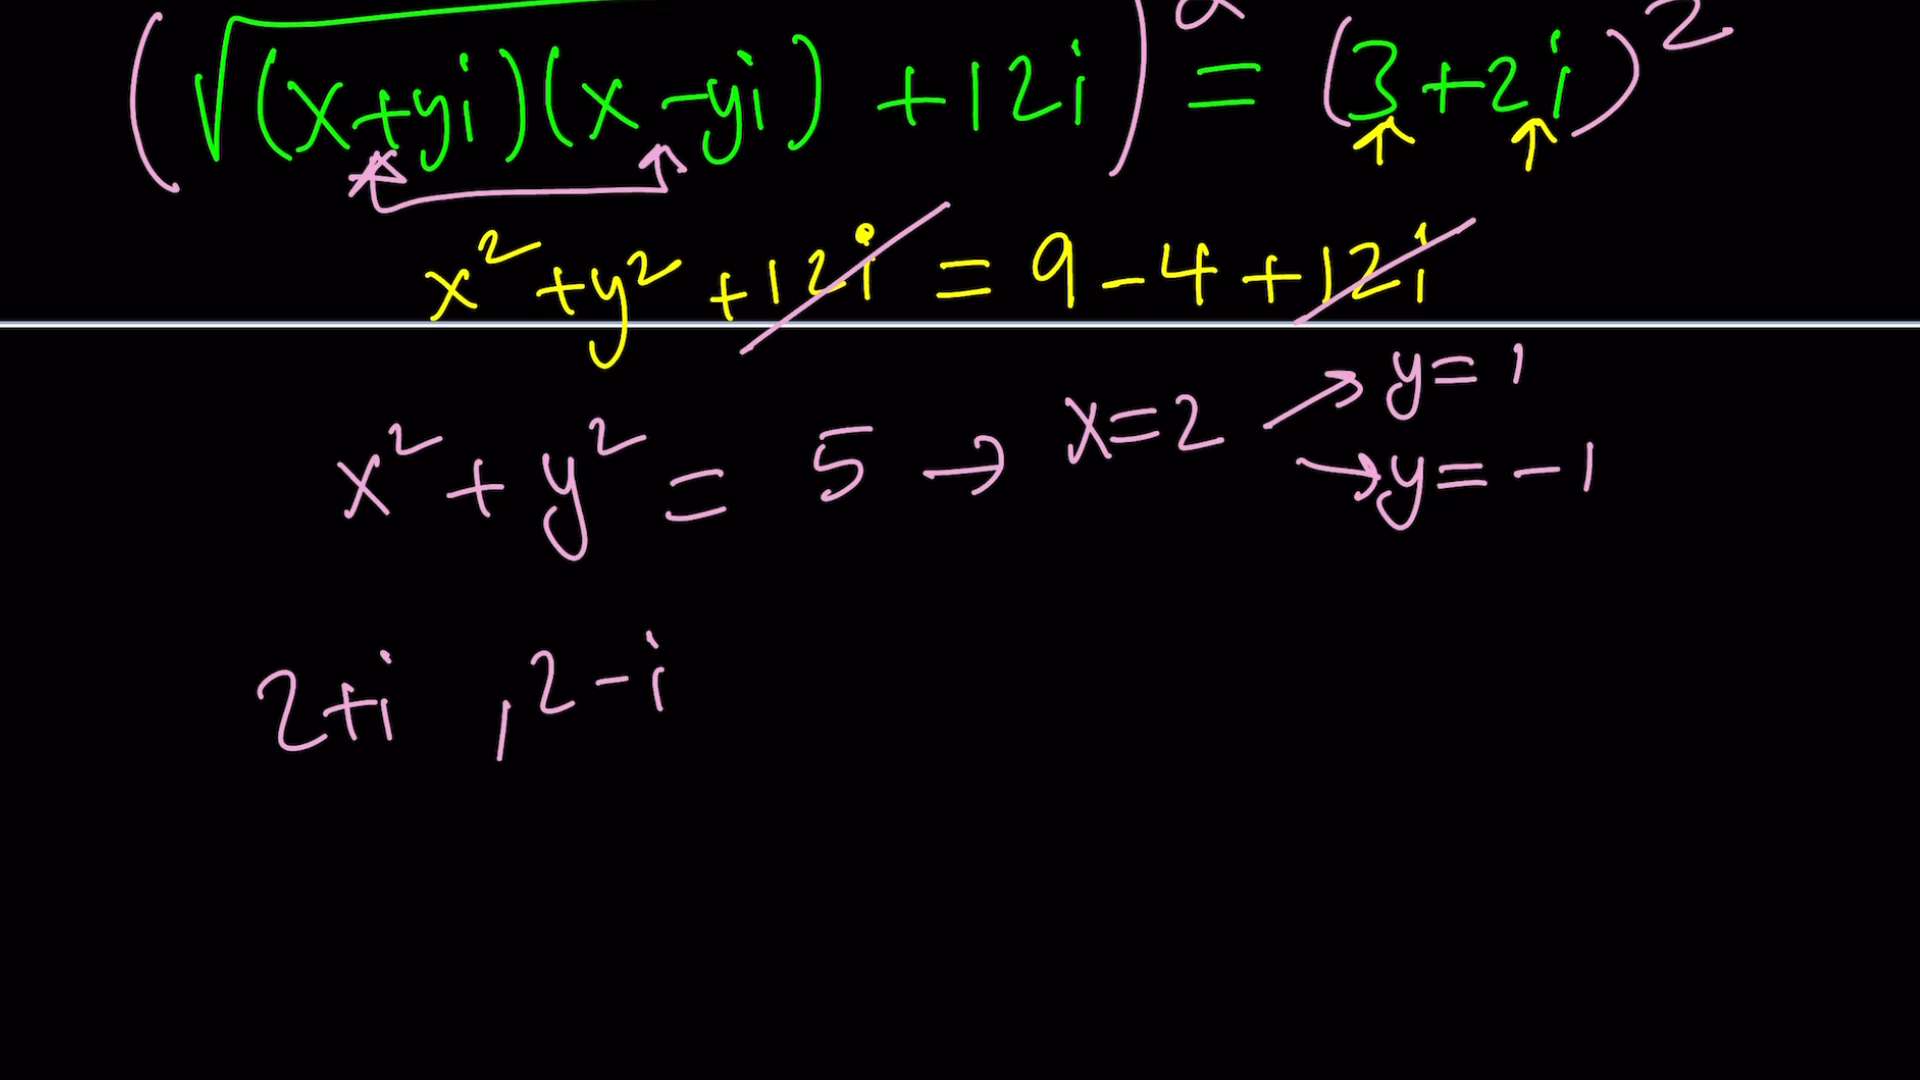 (√(x+yi)(x-yi) +12i)² = (3+2i)²
x² + y² + 12i = 9 - 4 + 12i
x² + y² = 5 → x=2 → y=1
→ y=-1
2+i , 2-i